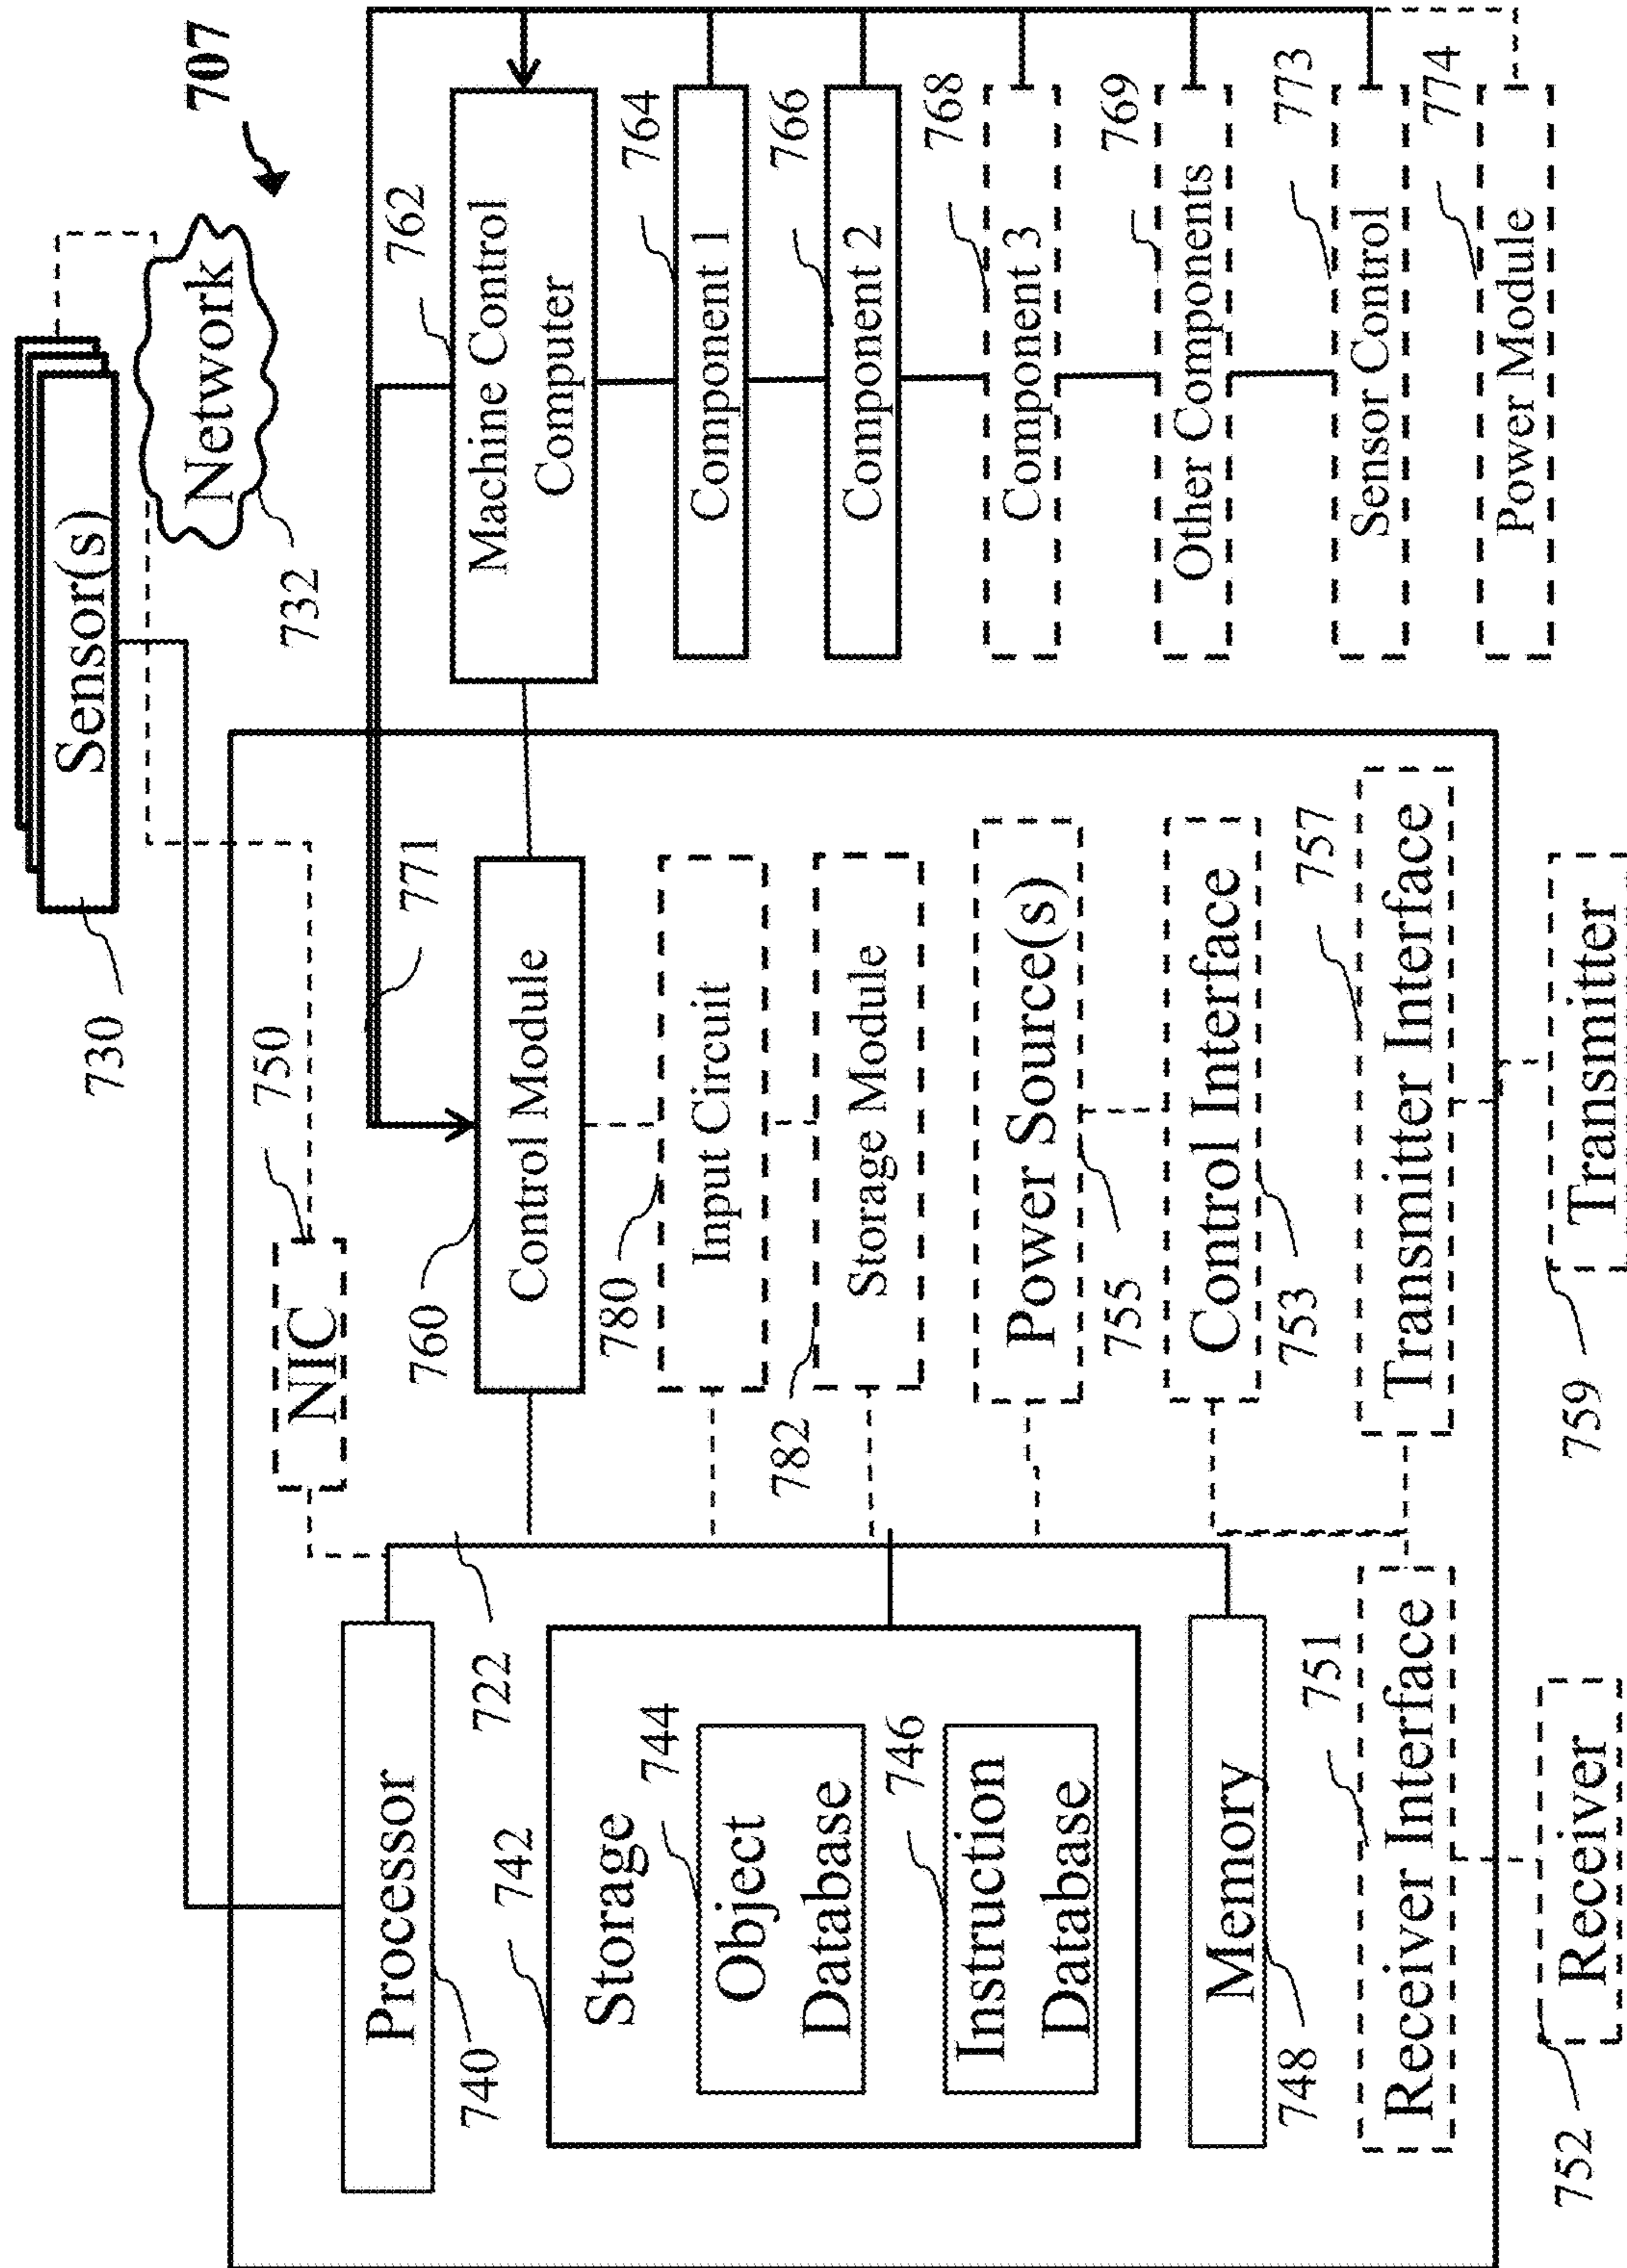 707
Sensor(s)
730
Network
732
750
NIC
771
762
Machine Control
Computer
Processor
740
722
760
Control Module
764
Component 1
742
Storage
744
Object
Database
780
Input Circuit
766
Component 2
782
Storage Module
768
Component 3
746
Instruction
Database
Power Source(s)
755
769
Other Components
Memory
748
Control Interface
753
773
Sensor Control
751
Receiver Interface
757
Transmitter Interface
774
Power Module
752
Receiver
759
Transmitter